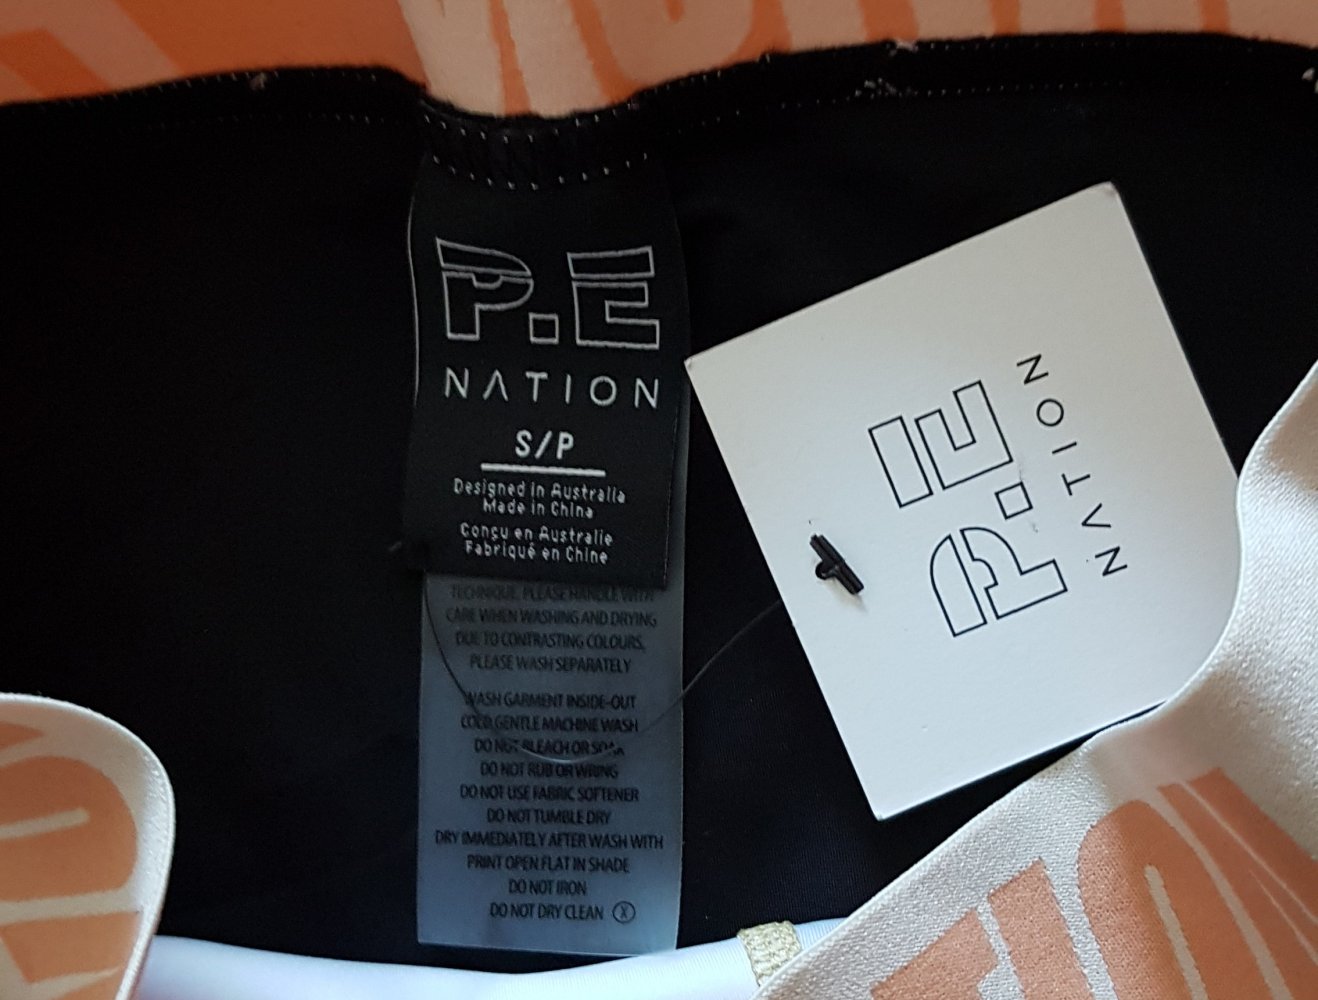 P.E
NATION
S/P
Designed in Australia
Made in China
Conçu en Australie
Fabriqué en Chine
TECHNIQUE. PLEASE HANDLE WITH
CARE WHEN WASHING AND DRYING
DUE TO CONTRASTING COLOURS,
PLEASE WASH SEPARATELY
WASH GARMENT INSIDE-OUT
COLD GENTLE MACHINE WASH
DO NOT BLEACH OR SOAK
DO NOT RUB OR WRING
DO NOT USE FABRIC SOFTENER
DO NOT TUMBLE DRY
DRY IMMEDIATELY AFTER WASH WITH
PRINT OPEN FLAT IN SHADE
DO NOT IRON
DO NOT DRY CLEAN X
P.E
NATION